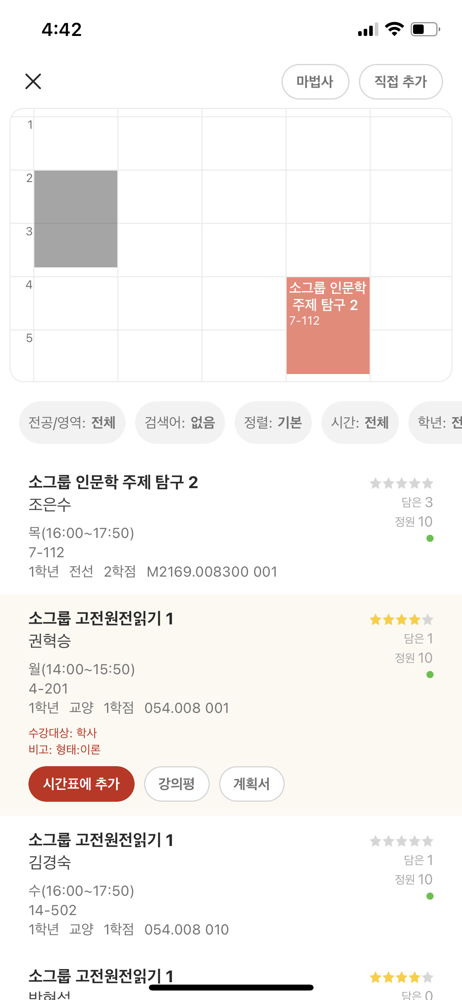 4:42
마법사 직접 추가
1
2
3
4
소그룹 인문학
주제 탐구 2
7-112
5
전공/영역: 전체 검색어: 없음 정렬: 기본 시간: 전체 학년: 전
소그룹 인문학 주제 탐구 2
조은수
담은 3
정원 10
목(16:00~17:50)
7-112
1학년 전선 2학점 M2169.008300 001
소그룹 고전원전읽기 1
권혁승
담은 1
정원 10
월(14:00~15:50)
4-201
1학년 교양 1학점 054.008 001
수강대상: 학사
비고: 형태:이론
시간표에 추가 강의평 계획서
소그룹 고전원전읽기 1
김경숙
담은 1
정원 10
수(16:00~17:50)
14-502
1학년 교양 1학점 054.008 010
소그룹 고전원전읽기 1
담은 0